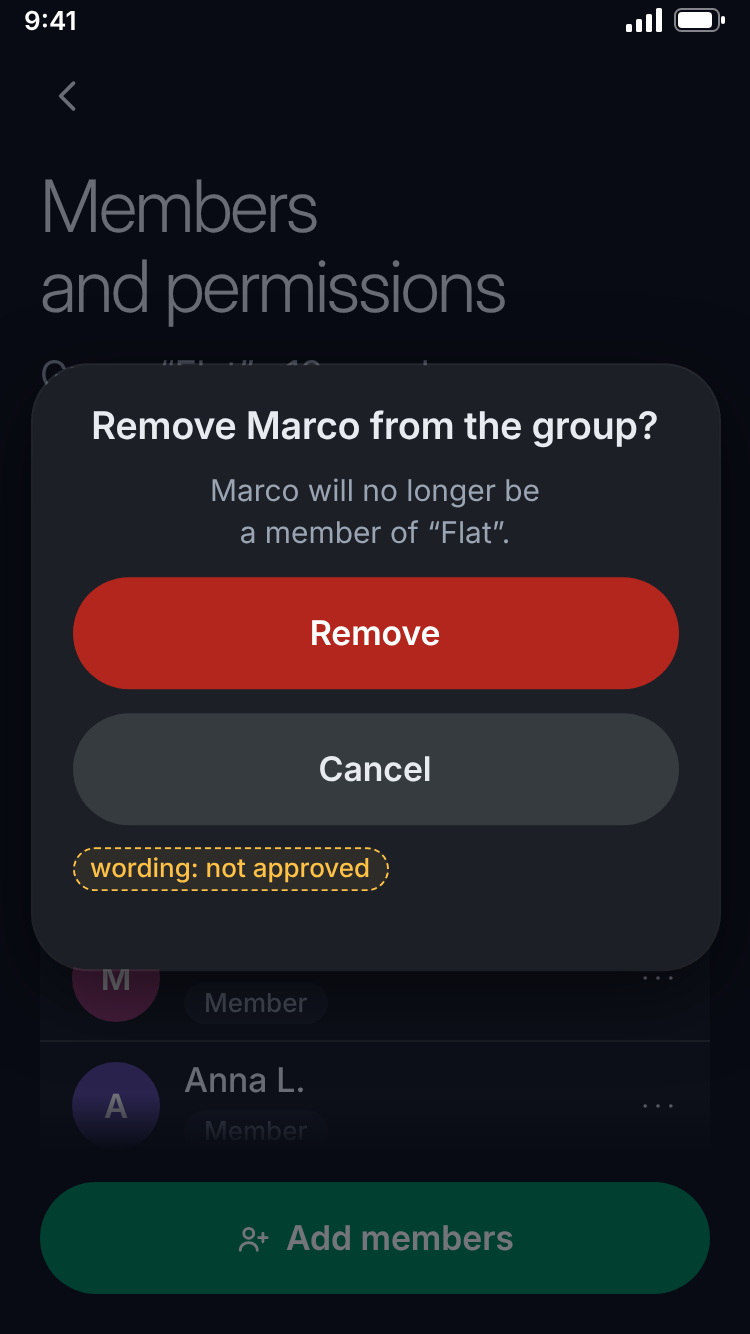 9:41
Members
and permissions
Remove Marco from the group?
Marco will no longer be
a member of “Flat”.
Remove
Cancel
wording: not approved
M
Member
Anna L.
A
Member
Add members